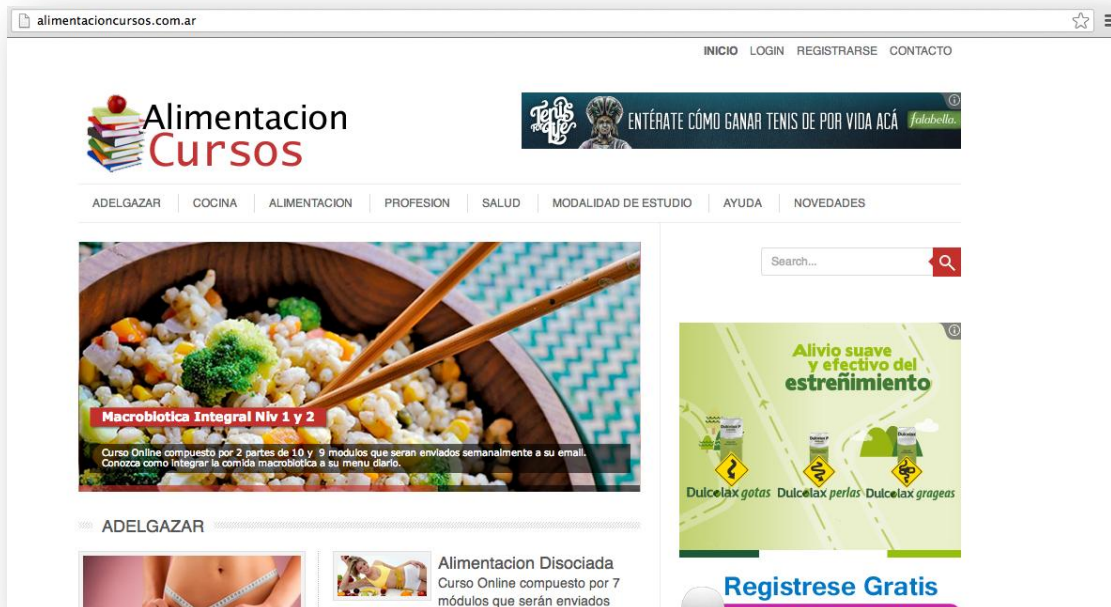 alimentacioncursos.com.ar
INICIO LOGIN REGISTRARSE CONTACTO
Alimentacion
Cursos
ENTÉRATE CÓMO GANAR TENIS DE POR VIDA ACÁ falabella.
ADELGAZAR COCINA ALIMENTACION PROFESION SALUD MODALIDAD DE ESTUDIO AYUDA NOVEDADES
Search...
Macrobiotica Integral Niv 1 y 2
Curso Online compuesto por 2 partes de 10 y 9 modulos que seran enviados semanalmente a su email.
Conozca como integrar la comida macrobiotica a su menu diario.
Alivio suave
y efectivo del
estreñimiento
Dulcolax gotas Dulcolax perlas Dulcolax grageas
ADELGAZAR
Alimentacion Disociada
Curso Online compuesto por 7
módulos que serán enviados
Registrese Gratis